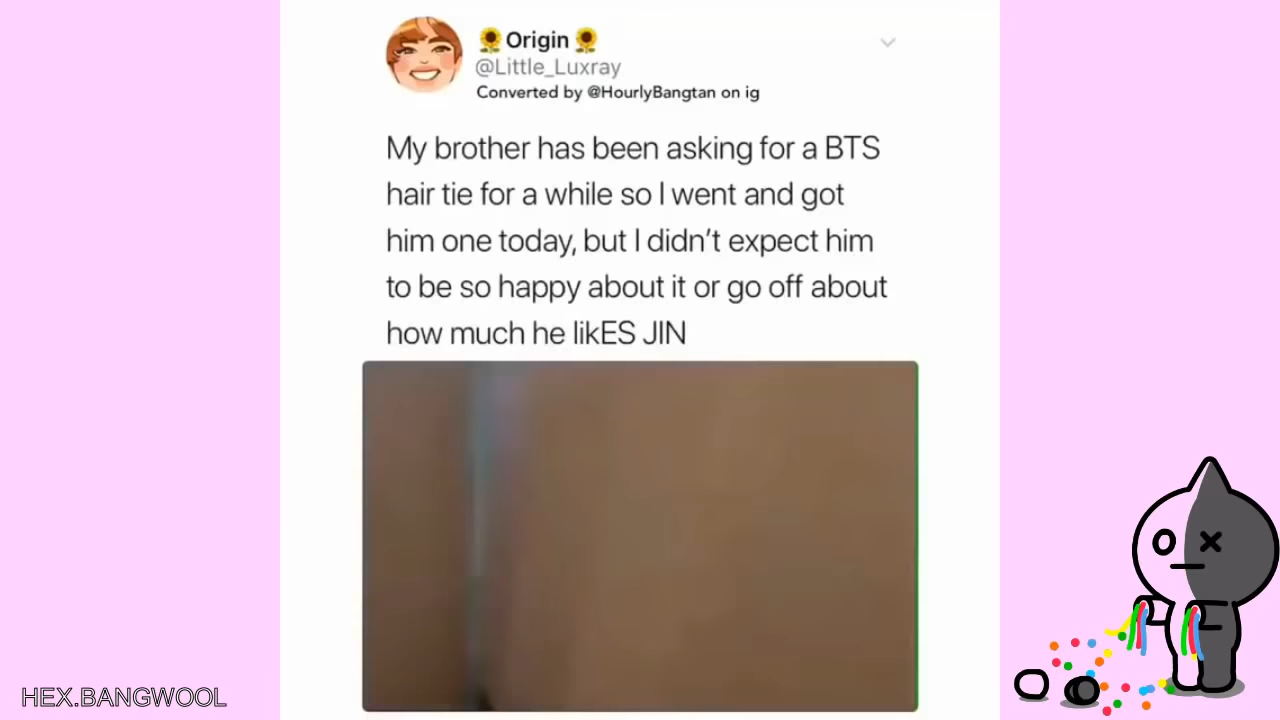 🌻Origin🌻
@Little_Luxray
Converted by @HourlyBangtan on ig
My brother has been asking for a BTS
hair tie for a while so I went and got
him one today, but I didn't expect him
to be so happy about it or go off about
how much he likES JIN
HEX.BANGWOOL